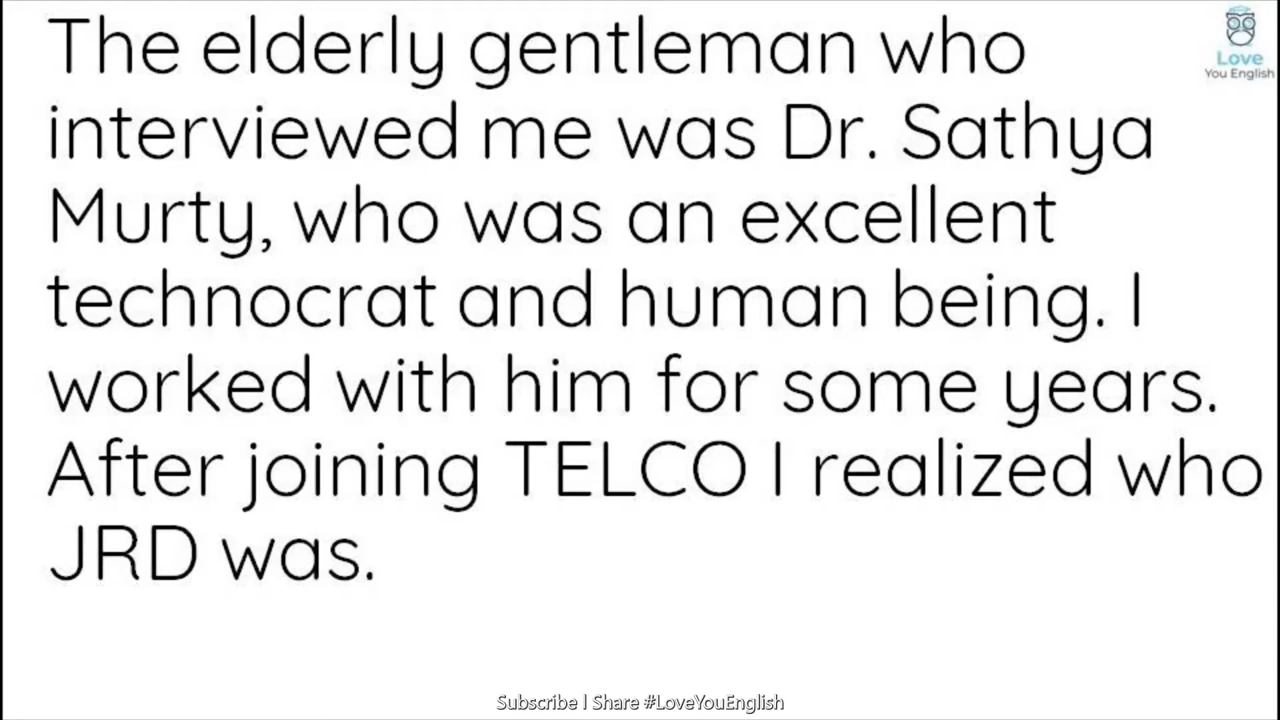 The elderly gentleman who
interviewed me was Dr. Sathya
Murty, who was an excellent
technocrat and human being. I
worked with him for some years.
After joining TELCO I realized who
JRD was.
Love
You English
Subscribe | Share #LoveYouEnglish